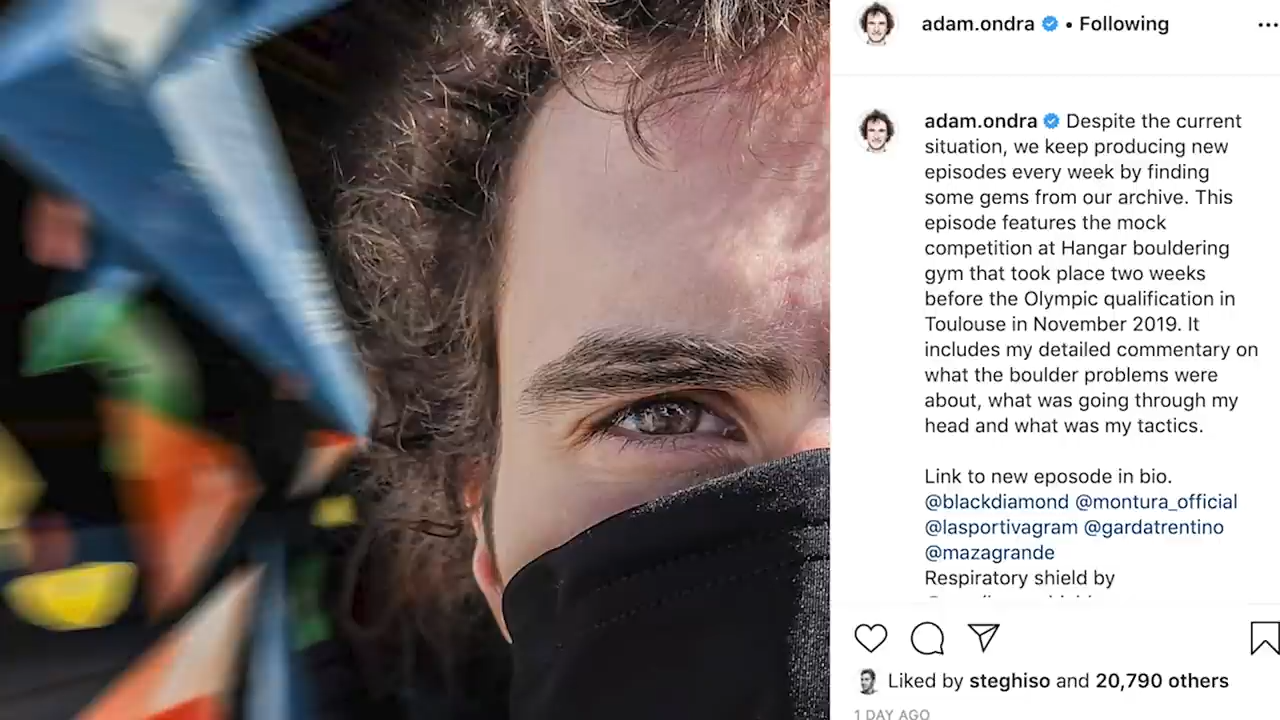 adam.ondra • Following
adam.ondra Despite the current
situation, we keep producing new
episodes every week by finding
some gems from our archive. This
episode features the mock
competition at Hangar bouldering
gym that took place two weeks
before the Olympic qualification in
Toulouse in November 2019. It
includes my detailed commentary on
what the boulder problems were
about, what was going through my
head and what was my tactics.
Link to new eposode in bio.
@blackdiamond @montura_official
@lasportivagram @gardatrentino
@mazagrande
Respiratory shield by
Liked by steghiso and 20,790 others
1 DAY AGO